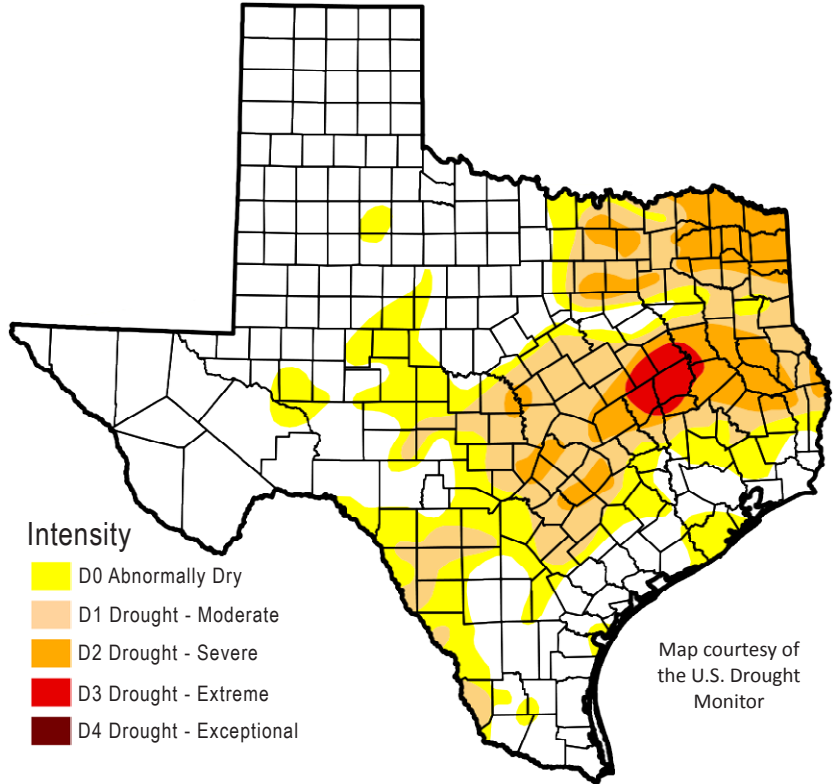 Intensity
D0 Abnormally Dry
D1 Drought - Moderate
D2 Drought - Severe
D3 Drought - Extreme
D4 Drought - Exceptional
Map courtesy of
the U.S. Drought
Monitor